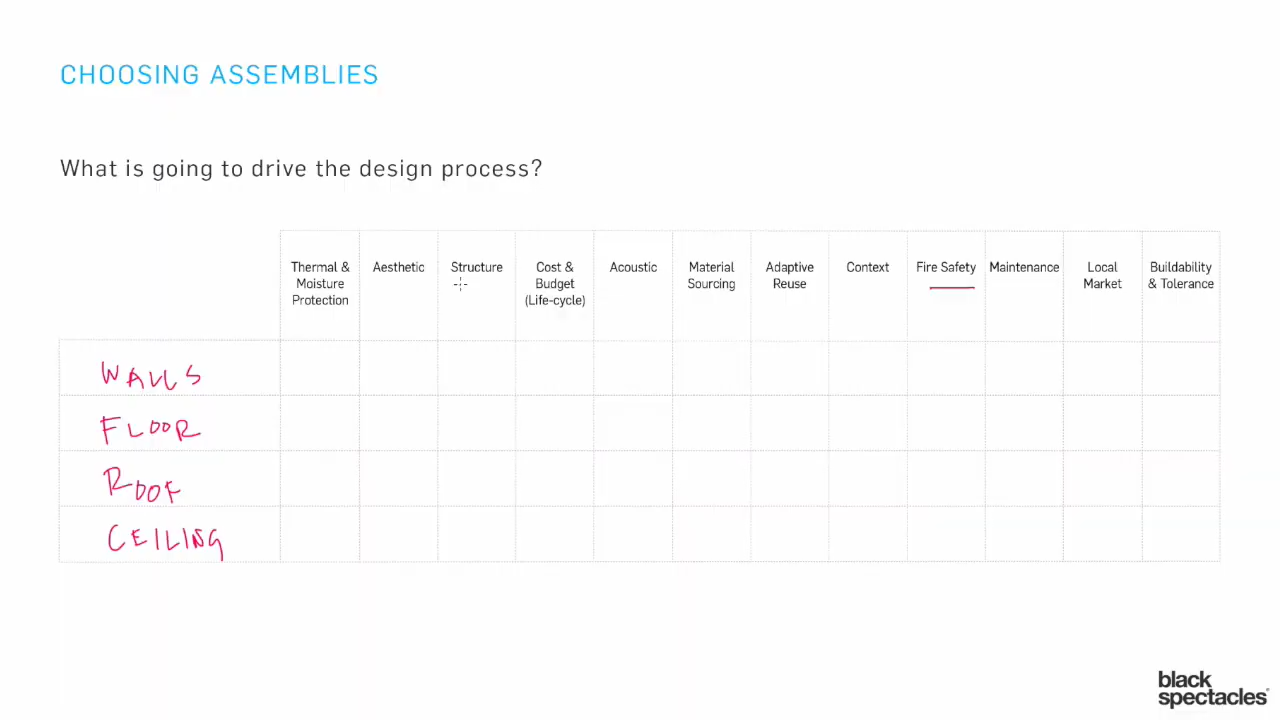 CHOOSING ASSEMBLIES
What is going to drive the design process?
Thermal &
Moisture
Protection
Aesthetic
Structure
Cost &
Budget
(Life-cycle)
Acoustic
Material
Sourcing
Adaptive
Reuse
Context
Fire Safety
Maintenance
Local
Market
Buildability
& Tolerance
WALLS
FLOOR
ROOF
CEILING
black
spectacles